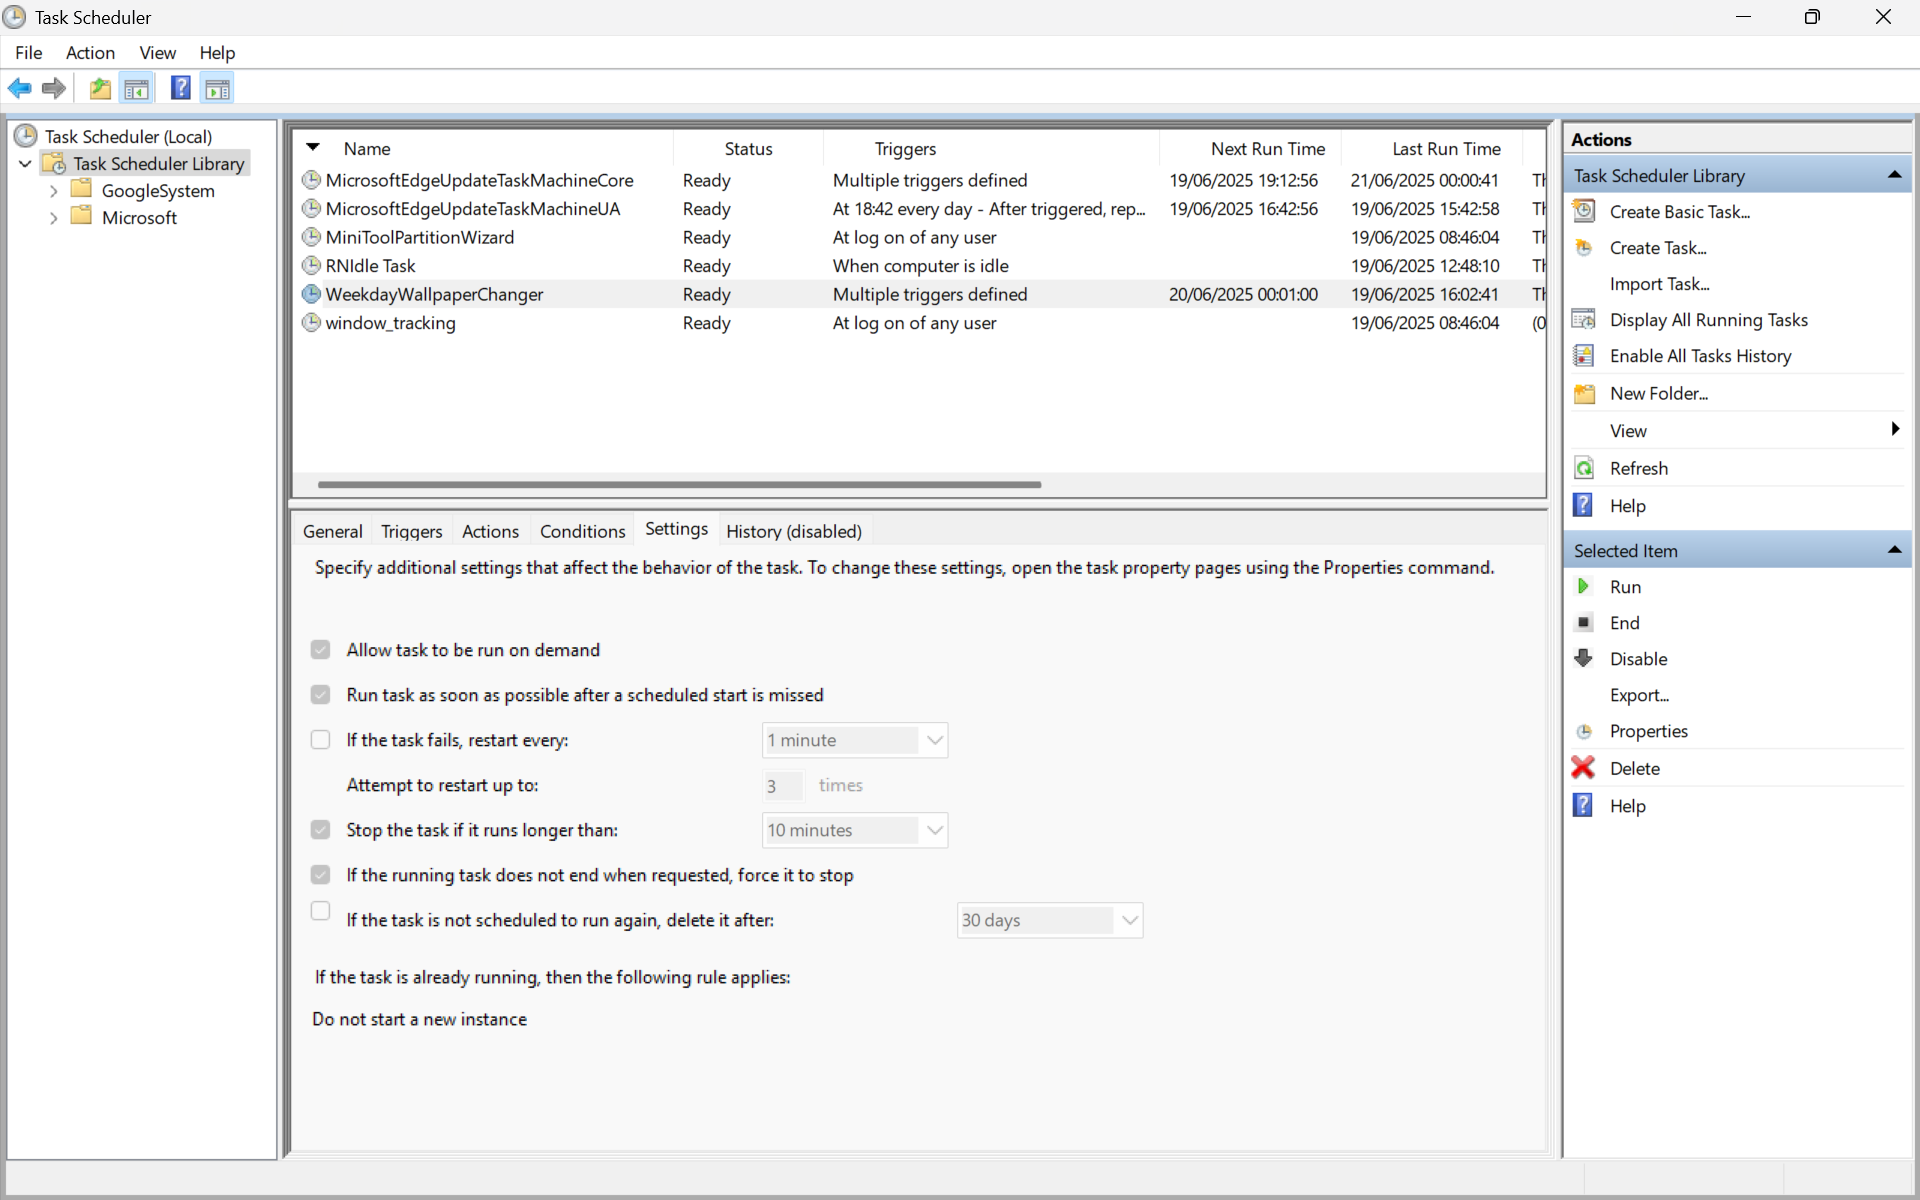 Task Scheduler
File Action View Help
Task Scheduler (Local)
Task Scheduler Library
GoogleSystem
Microsoft
Name Status Triggers Next Run Time Last Run Time
MicrosoftEdgeUpdateTaskMachineCore Ready Multiple triggers defined 19/06/2025 19:12:56 21/06/2025 00:00:41
MicrosoftEdgeUpdateTaskMachineUA Ready At 18:42 every day - After triggered, rep... 19/06/2025 16:42:56 19/06/2025 15:42:58
MiniToolPartitionWizard Ready At log on of any user 19/06/2025 08:46:04
RNIdle Task Ready When computer is idle 19/06/2025 12:48:10
WeekdayWallpaperChanger Ready Multiple triggers defined 20/06/2025 00:01:00 19/06/2025 16:02:41
window_tracking Ready At log on of any user 19/06/2025 08:46:04 (0
General Triggers Actions Conditions Settings History (disabled)
Specify additional settings that affect the behavior of the task. To change these settings, open the task property pages using the Properties command.
Allow task to be run on demand
Run task as soon as possible after a scheduled start is missed
If the task fails, restart every: 1 minute
Attempt to restart up to: 3 times
Stop the task if it runs longer than: 10 minutes
If the running task does not end when requested, force it to stop
If the task is not scheduled to run again, delete it after: 30 days
If the task is already running, then the following rule applies:
Do not start a new instance
Actions
Task Scheduler Library
Create Basic Task...
Create Task...
Import Task...
Display All Running Tasks
Enable All Tasks History
New Folder...
View
Refresh
Help
Selected Item
Run
End
Disable
Export...
Properties
Delete
Help